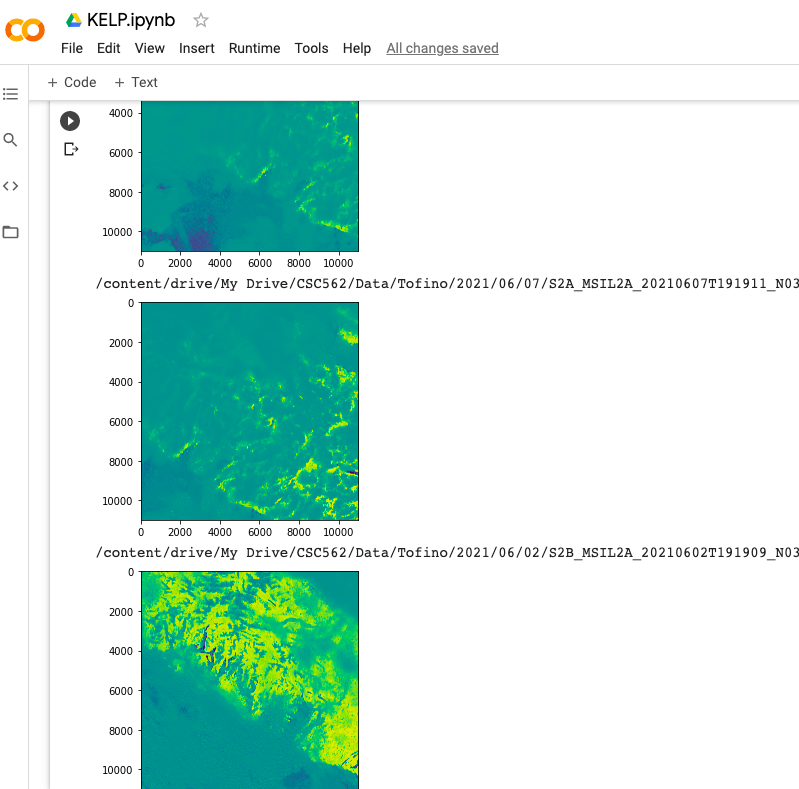 KELP.ipynb
File Edit View Insert Runtime Tools Help All changes saved
+ Code + Text
4000
6000
8000
10000
0 2000 4000 6000 8000 10000
/content/drive/My Drive/CSC562/Data/Tofino/2021/06/07/S2A_MSIL2A_20210607T191911_N03
0
2000
4000
6000
8000
10000
0 2000 4000 6000 8000 10000
/content/drive/My Drive/CSC562/Data/Tofino/2021/06/02/S2B_MSIL2A_20210602T191909_N03
0
2000
4000
6000
8000
10000